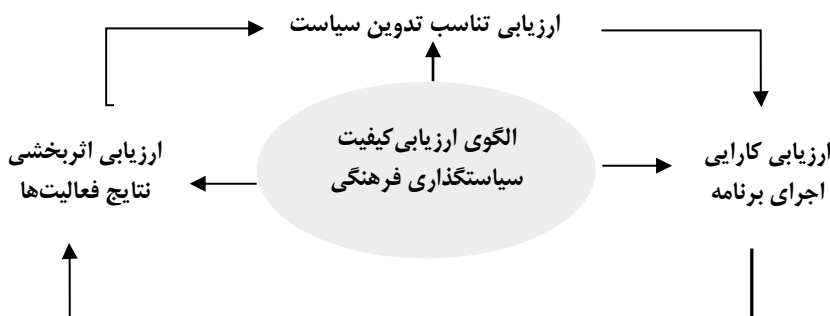 ارزیابی تناسب تدوین سیاست
الگوی ارزیابی کیفیت
سیاستگذاری فرهنگی
ارزیابی کارایی
اجرای برنامه
ارزیابی اثربخشی
نتایج فعالیت‌ها